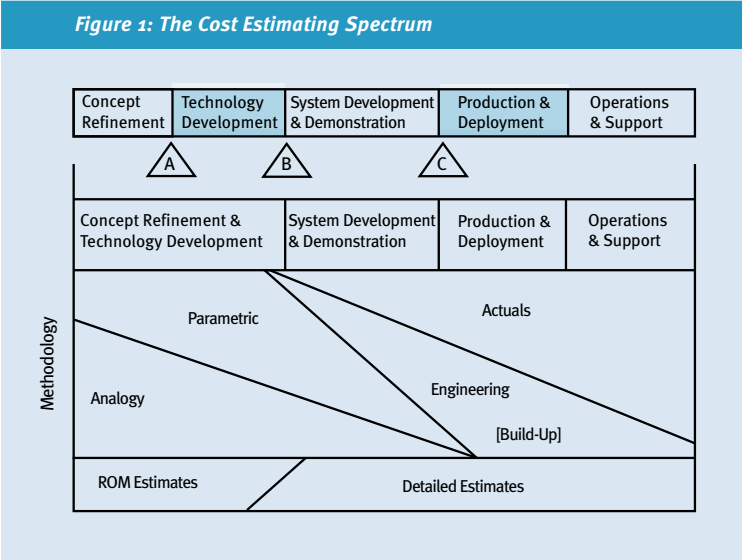 Figure 1: The Cost Estimating Spectrum
Concept
Refinement
Technology
Development
System Development
& Demonstration
Production &
Deployment
Operations
& Support
A
B
C
Concept Refinement &
Technology Development
System Development
& Demonstration
Production &
Deployment
Operations
& Support
Methodology
Parametric
Actuals
Analogy
Engineering
[Build-Up]
ROM Estimates
Detailed Estimates